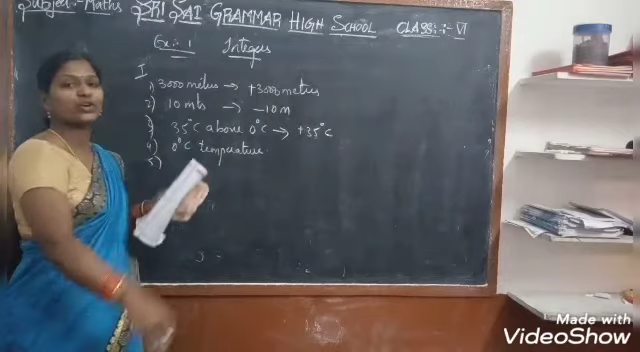 Subject:- Maths SRI SAI GRAMMAR HIGH SCHOOL CLASS:- VI
Ex:- 1 Integers
I
1) 3000 metres → +3000 metres
2) 10 mts → -10 m
3) 35°C above 0°C → +35°C
4) 0°C temperature
5)
Made with
VideoShow